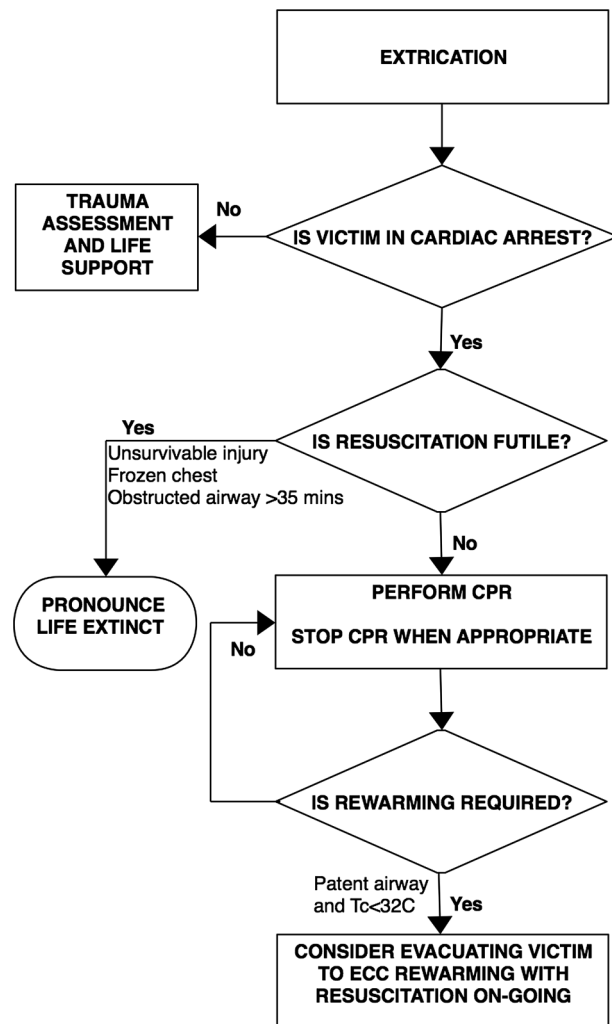 EXTRICATION
IS VICTIM IN CARDIAC ARREST?
No
TRAUMA
ASSESSMENT
AND LIFE
SUPPORT
Yes
IS RESUSCITATION FUTILE?
Yes
Unsurvivable injury
Frozen chest
Obstructed airway >35 mins
PRONOUNCE
LIFE EXTINCT
No
PERFORM CPR
STOP CPR WHEN APPROPRIATE
No
IS REWARMING REQUIRED?
Patent airway
and Tc<32C
Yes
CONSIDER EVACUATING VICTIM
TO ECC REWARMING WITH
RESUSCITATION ON-GOING